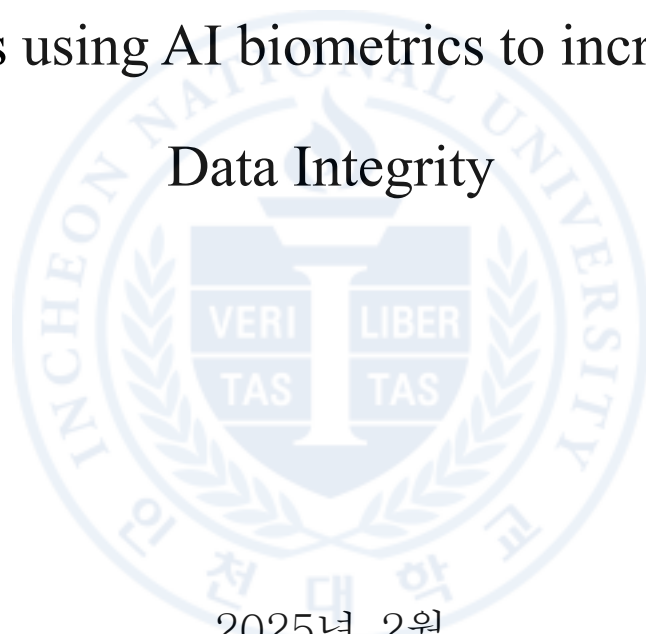 using AI biometrics to
Data Integrity
INCHEON NATIONAL UNIVERSITY
VERI LIBER
TAS TAS
인천대학교
2025년 2월